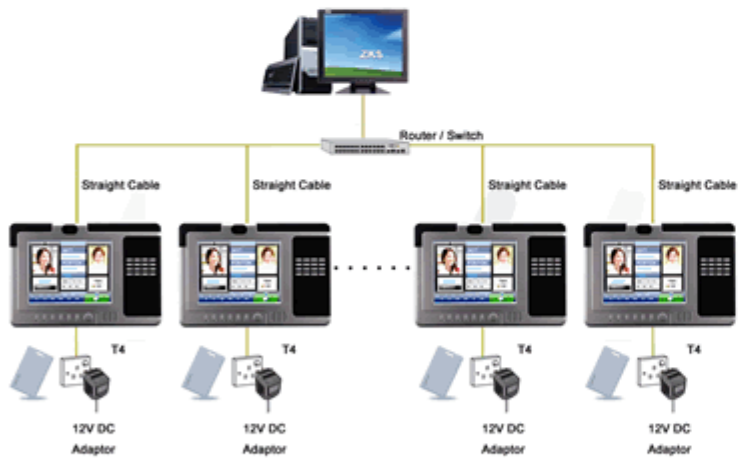 ZKS
Router / Switch
Straight Cable
Straight Cable
Straight Cable
Straight Cable
T4
T4
T4
T4
12V DC
Adaptor
12V DC
Adaptor
12V DC
Adaptor
12V DC
Adaptor